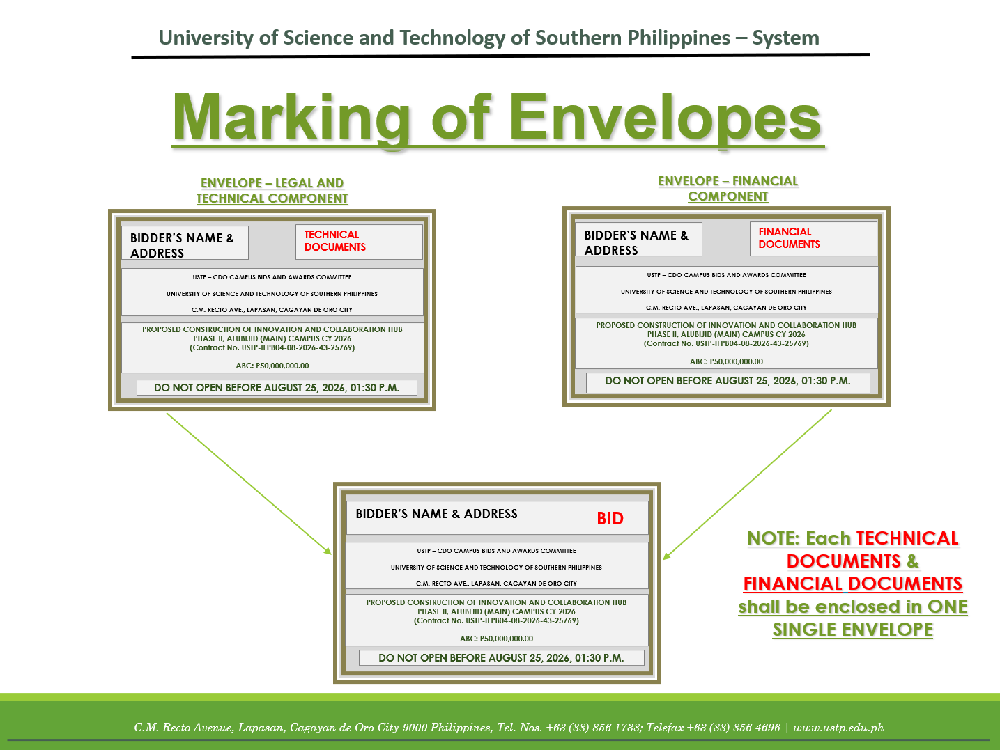 University of Science and Technology of Southern Philippines – System
Marking of Envelopes
ENVELOPE – LEGAL AND
TECHNICAL COMPONENT
BIDDER'S NAME &
ADDRESS
TECHNICAL
DOCUMENTS
USTP – CDO CAMPUS BIDS AND AWARDS COMMITTEE
UNIVERSITY OF SCIENCE AND TECHNOLOGY OF SOUTHERN PHILIPPINES
C.M. RECTO AVE., LAPASAN, CAGAYAN DE ORO CITY
PROPOSED CONSTRUCTION OF INNOVATION AND COLLABORATION HUB
PHASE II, ALUBIJID (MAIN) CAMPUS CY 2026
(Contract No. USTP-IFPB04-08-2026-43-25769)
ABC: P50,000,000.00
DO NOT OPEN BEFORE AUGUST 25, 2026, 01:30 P.M.
ENVELOPE – FINANCIAL
COMPONENT
BIDDER'S NAME &
ADDRESS
FINANCIAL
DOCUMENTS
USTP – CDO CAMPUS BIDS AND AWARDS COMMITTEE
UNIVERSITY OF SCIENCE AND TECHNOLOGY OF SOUTHERN PHILIPPINES
C.M. RECTO AVE., LAPASAN, CAGAYAN DE ORO CITY
PROPOSED CONSTRUCTION OF INNOVATION AND COLLABORATION HUB
PHASE II, ALUBIJID (MAIN) CAMPUS CY 2026
(Contract No. USTP-IFPB04-08-2026-43-25769)
ABC: P50,000,000.00
DO NOT OPEN BEFORE AUGUST 25, 2026, 01:30 P.M.
BIDDER'S NAME & ADDRESS
BID
USTP – CDO CAMPUS BIDS AND AWARDS COMMITTEE
UNIVERSITY OF SCIENCE AND TECHNOLOGY OF SOUTHERN PHILIPPINES
C.M. RECTO AVE., LAPASAN, CAGAYAN DE ORO CITY
PROPOSED CONSTRUCTION OF INNOVATION AND COLLABORATION HUB
PHASE II, ALUBIJID (MAIN) CAMPUS CY 2026
(Contract No. USTP-IFPB04-08-2026-43-25769)
ABC: P50,000,000.00
DO NOT OPEN BEFORE AUGUST 25, 2026, 01:30 P.M.
NOTE: Each TECHNICAL
DOCUMENTS &
FINANCIAL DOCUMENTS
shall be enclosed in ONE
SINGLE ENVELOPE
C.M. Recto Avenue, Lapasan, Cagayan de Oro City 9000 Philippines, Tel. Nos. +63 (88) 856 1738; Telefax +63 (88) 856 4696 | www.ustp.edu.ph